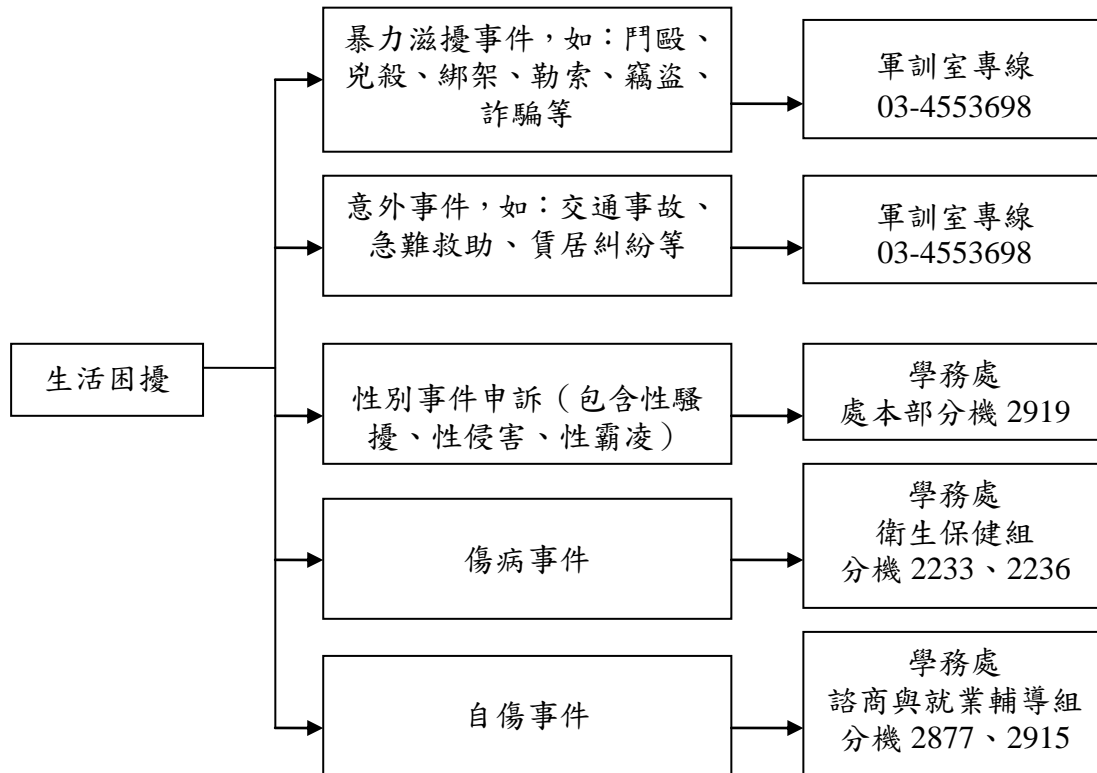 暴力滋擾事件，如：鬥毆、
兇殺、綁架、勒索、竊盜、
詐騙等
軍訓室專線
03-4553698
意外事件，如：交通事故、
急難救助、賃居糾紛等
軍訓室專線
03-4553698
生活困擾
性別事件申訴（包含性騷
擾、性侵害、性霸凌）
學務處
處本部分機 2919
傷病事件
學務處
衛生保健組
分機 2233、2236
自傷事件
學務處
諮商與就業輔導組
分機 2877、2915